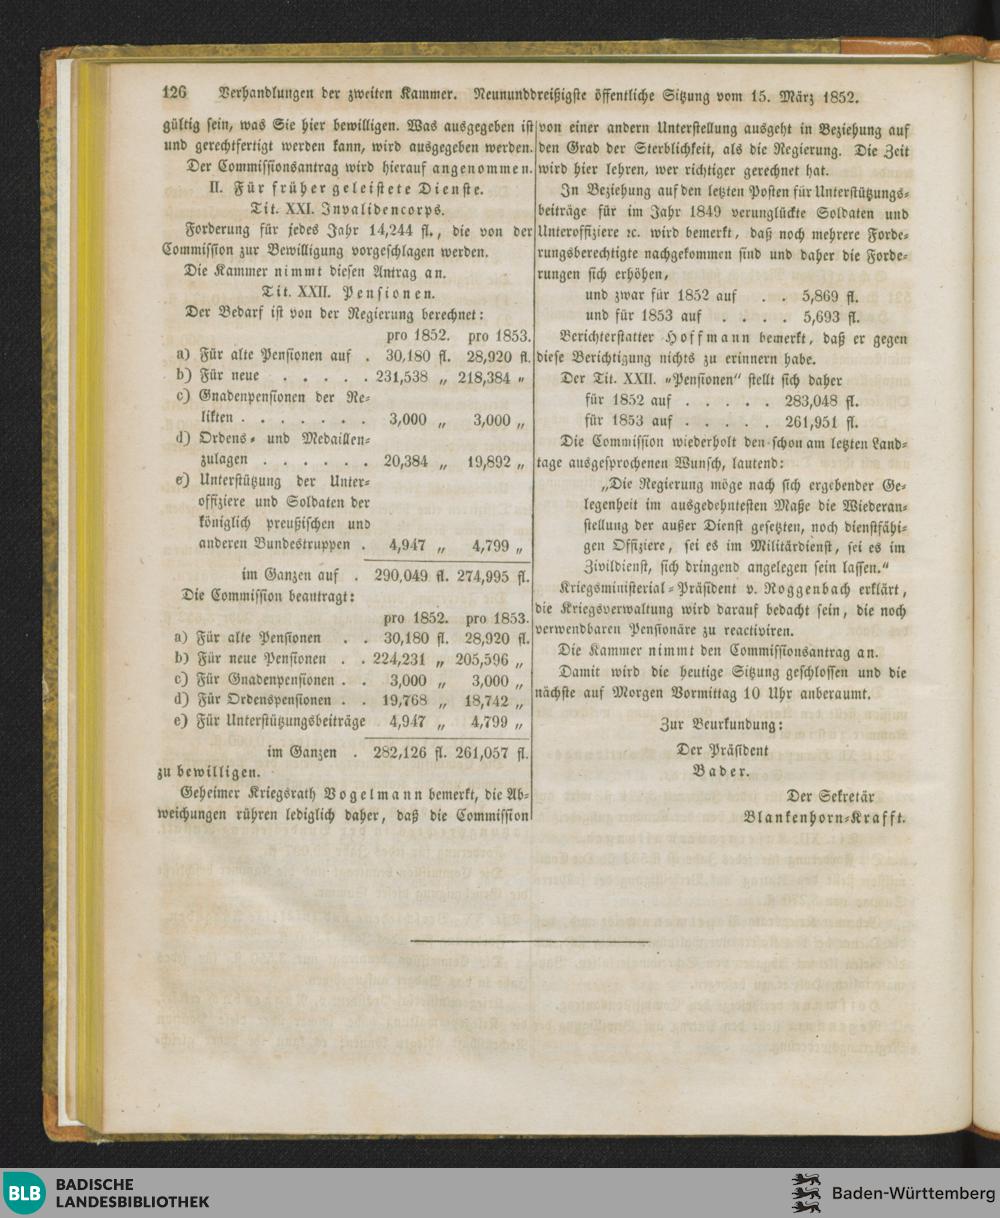 126 Verhandlungen der zweiten Kammer. Neununddreißigste öffentliche Sitzung vom 15. März 1852.
gültig sein, was Sie hier bewilligen. Was ausgegeben ist
und gerechtfertigt werden kann, wird ausgegeben werden.
Der Commissionsantrag wird hierauf angenommen.
II. Für früher geleistete Dienste.
Tit. XXI. Invalidencorps.
Forderung für jedes Jahr 14,244 fl., die von der
Commission zur Bewilligung vorgeschlagen werden.
Die Kammer nimmt diesen Antrag an.
Tit. XXII. Pensionen.
Der Bedarf ist von der Regierung berechnet:
pro 1852. pro 1853.
a) Für alte Pensionen auf . 30,180 fl. 28,920 fl.
b) Für neue . . . . . 231,538 „ 218,384 „
c) Gnadenpensionen der Re-
likten . . . . . . . 3,000 „ 3,000 „
d) Ordens- und Medaillen-
zulagen . . . . . . 20,384 „ 19,892 „
e) Unterstützung der Unter-
offiziere und Soldaten der
königlich preußischen und
anderen Bundestruppen . 4,947 „ 4,799 „
im Ganzen auf . 290,049 fl. 274,995 fl.
Die Commission beantragt:
pro 1852. pro 1853.
a) Für alte Pensionen . . 30,180 fl. 28,920 fl.
b) Für neue Pensionen . . 224,231 „ 205,596 „
c) Für Gnadenpensionen . . 3,000 „ 3,000 „
d) Für Ordenspensionen . . 19,768 „ 18,742 „
e) Für Unterstützungsbeiträge 4,947 „ 4,799 „
im Ganzen . 282,126 fl. 261,057 fl.
zu bewilligen.
Geheimer Kriegsrath Vogelmann bemerkt, die Ab-
weichungen rühren lediglich daher, daß die Commission
von einer andern Unterstellung ausgeht in Beziehung auf
den Grad der Sterblichkeit, als die Regierung. Die Zeit
wird hier lehren, wer richtiger gerechnet hat.
In Beziehung auf den letzten Posten für Unterstützungs-
beiträge für im Jahr 1849 verunglückte Soldaten und
Unteroffiziere ꝛc. wird bemerkt, daß noch mehrere Forde-
rungsberechtigte nachgekommen sind und daher die Forde-
rungen sich erhöhen,
und zwar für 1852 auf . . 5,869 fl.
und für 1853 auf . . . . 5,693 fl.
Berichterstatter Hoffmann bemerkt, daß er gegen
diese Berichtigung nichts zu erinnern habe.
Der Tit. XXII. „Pensionen“ stellt sich daher
für 1852 auf . . . . . 283,048 fl.
für 1853 auf . . . . . 261,951 fl.
Die Commission wiederholt den schon am letzten Land-
tage ausgesprochenen Wunsch, lautend:
„Die Regierung möge nach sich ergebender Ge-
legenheit im ausgedehntesten Maße die Wiederan-
stellung der außer Dienst gesetzten, noch dienstfähi-
gen Offiziere, sei es im Militärdienst, sei es im
Zivildienst, sich dringend angelegen sein lassen.“
Kriegsministerial-Präsident v. Roggenbach erklärt,
die Kriegsverwaltung wird darauf bedacht sein, die noch
verwendbaren Pensionäre zu reactiviren.
Die Kammer nimmt den Commissionsantrag an.
Damit wird die heutige Sitzung geschlossen und die
nächste auf Morgen Vormittag 10 Uhr anberaumt.
Zur Beurkundung:
Der Präsident
Bader.
Der Sekretär
Blankenhorn-Krafft.
BLB BADISCHE
LANDESBIBLIOTHEK
Baden-Württemberg